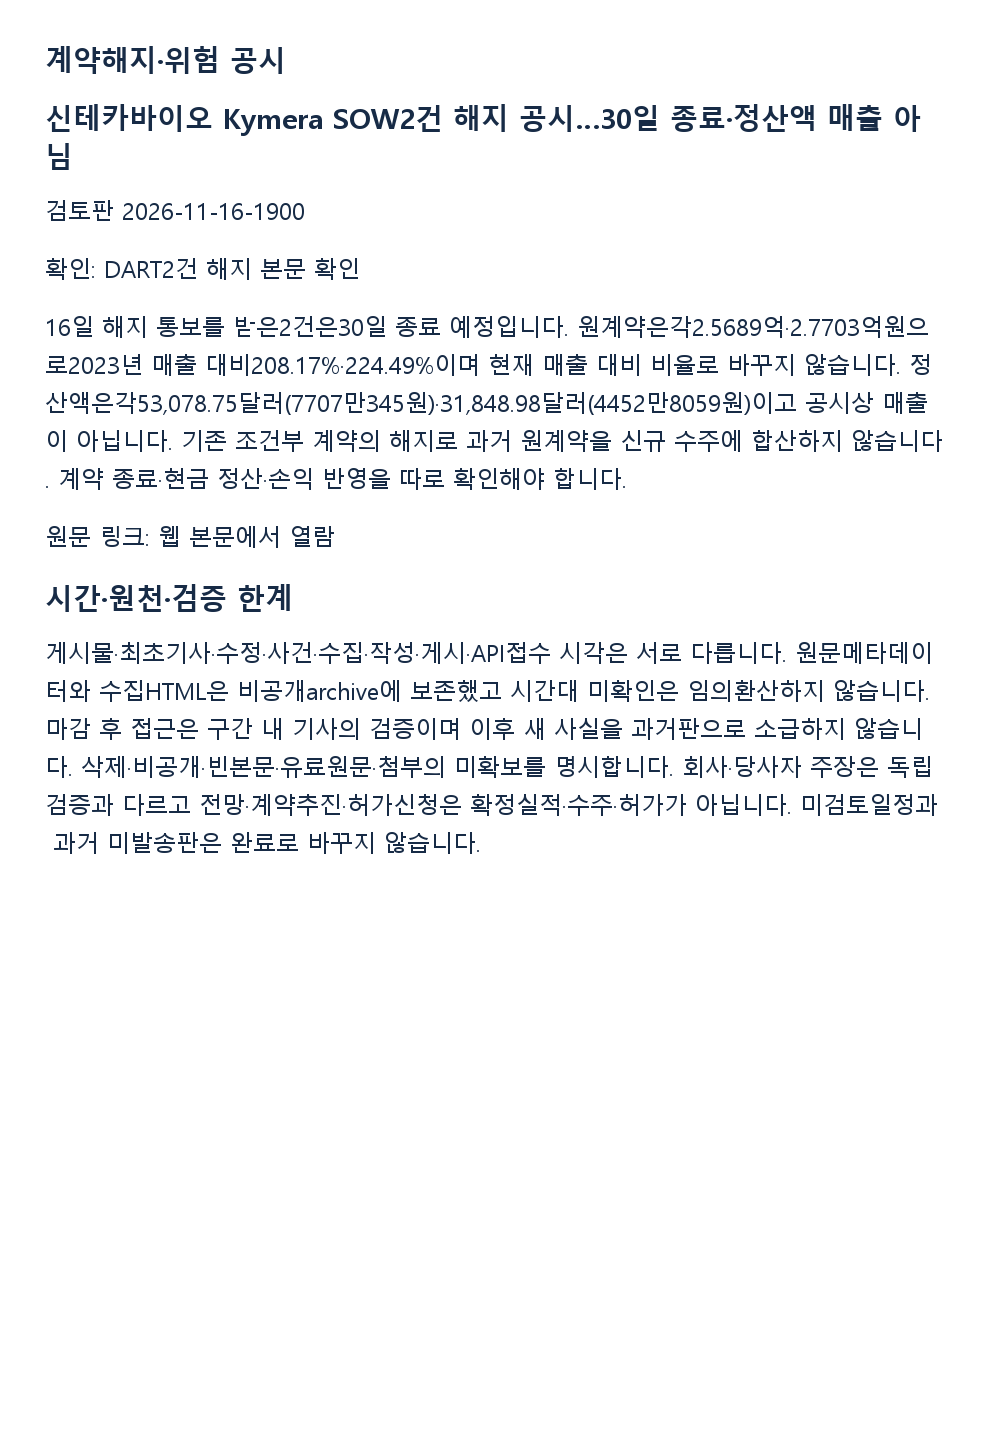 계약해지·위험 공시
신테카바이오 Kymera SOW2건 해지 공시...30일 종료·정산액 매출 아
님
검토판 2026-11-16-1900
확인: DART2건 해지 본문 확인
16일 해지 통보를 받은2건은30일 종료 예정입니다. 원계약은각2.5689억·2.7703억원으
로2023년 매출 대비208.17%·224.49%이며 현재 매출 대비 비율로 바꾸지 않습니다. 정
산액은각53,078.75달러(7707만345원)·31,848.98달러(4452만8059원)이고 공시상 매출
이 아닙니다. 기존 조건부 계약의 해지로 과거 원계약을 신규 수주에 합산하지 않습니다
. 계약 종료·현금 정산·손익 반영을 따로 확인해야 합니다.
원문 링크: 웹 본문에서 열람
시간·원천·검증 한계
게시물·최초기사·수정·사건·수집·작성·게시·API접수 시각은 서로 다릅니다. 원문메타데이
터와 수집HTML은 비공개archive에 보존했고 시간대 미확인은 임의환산하지 않습니다.
마감 후 접근은 구간 내 기사의 검증이며 이후 새 사실을 과거판으로 소급하지 않습니
다. 삭제·비공개·빈본문·유료원문·첨부의 미확보를 명시합니다. 회사·당사자 주장은 독립
검증과 다르고 전망·계약추진·허가신청은 확정실적·수주·허가가 아닙니다. 미검토일정과
과거 미발송판은 완료로 바꾸지 않습니다.